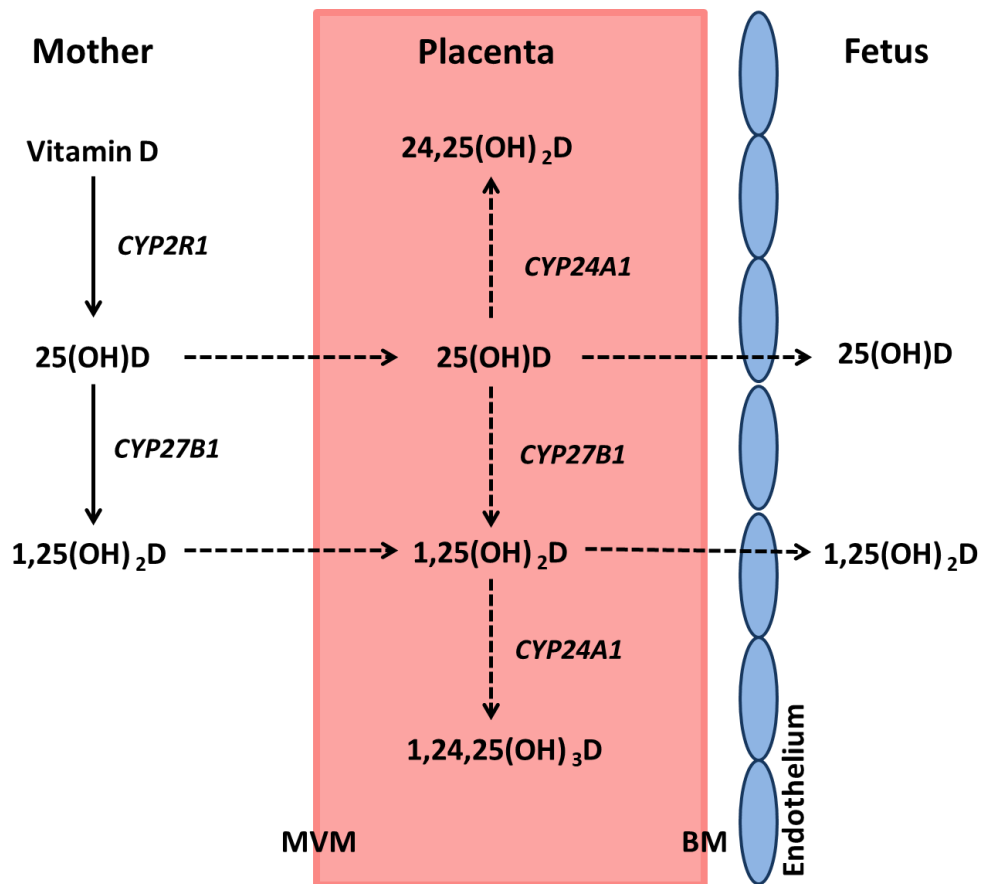 Mother
Placenta
Fetus
Vitamin D
24,25(OH) ₂D
CYP2R1
CYP24A1
25(OH)D
25(OH)D
25(OH)D
CYP27B1
CYP27B1
1,25(OH) ₂D
1,25(OH) ₂D
1,25(OH) ₂D
CYP24A1
1,24,25(OH) ₃D
MVM
BM
Endothelium